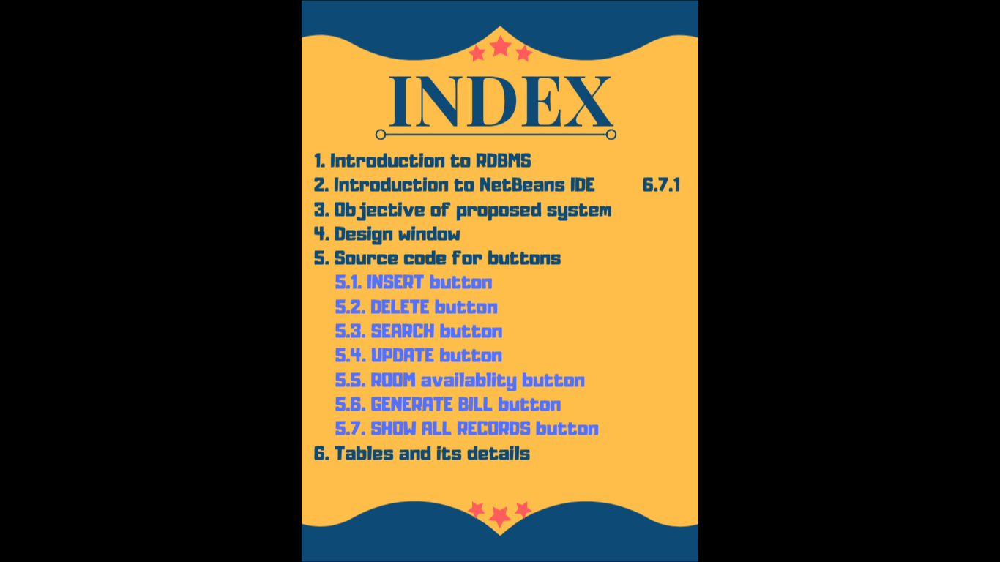 INDEX
1. Introduction to RDBMS
2. Introduction to NetBeans IDE 6.7.1
3. Objective of proposed system
4. Design window
5. Source code for buttons
5.1. INSERT button
5.2. DELETE button
5.3. SEARCH button
5.4. UPDATE button
5.5. ROOM availablity button
5.6. GENERATE BILL button
5.7. SHOW ALL RECORDS button
6. Tables and its details